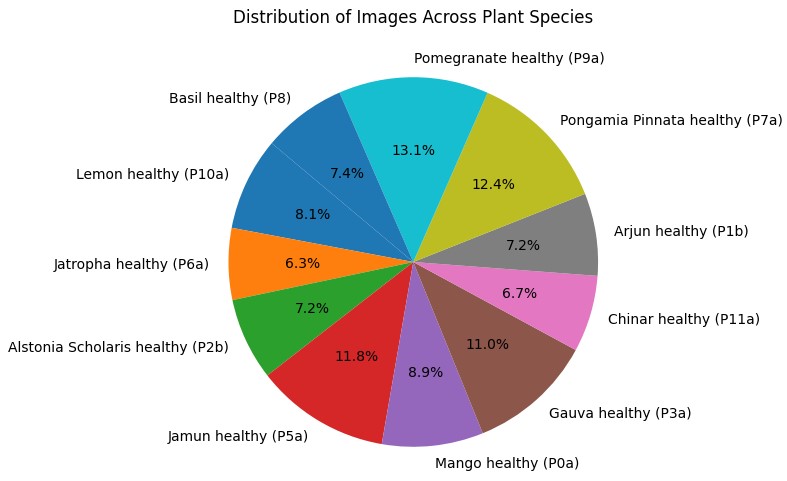 Distribution of Images Across Plant Species
Pomegranate healthy (P9a)
13.1%
Basil healthy (P8)
7.4%
Pongamia Pinnata healthy (P7a)
12.4%
Lemon healthy (P10a)
8.1%
Arjun healthy (P1b)
7.2%
Jatropha healthy (P6a)
6.3%
Chinar healthy (P11a)
6.7%
Alstonia Scholaris healthy (P2b)
7.2%
Gauva healthy (P3a)
11.0%
Jamun healthy (P5a)
11.8%
Mango healthy (P0a)
8.9%